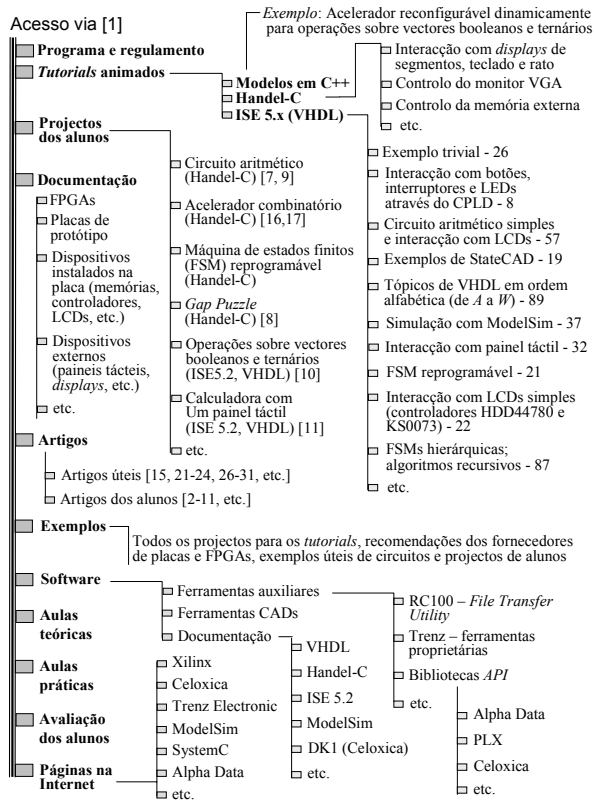 Acesso via [1]
Exemplo: Acelerador reconfigurável dinamicamente
para operações sobre vectores booleanos e ternários
Programa e regulamento
Tutorials animados
Modelos em C++
Handel-C
ISE 5.x (VHDL)
Interacção com displays de
segmentos, teclado e rato
Controlo do monitor VGA
Controlo da memória externa
etc.
Projectos
dos alunos
Circuito aritmético
(Handel-C) [7, 9]
Acelerador combinatório
(Handel-C) [16,17]
Máquina de estados finitos
(FSM) reprogramável
(Handel-C)
Gap Puzzle
(Handel-C) [8]
Operações sobre vectores
booleanos e ternários
(ISE5.2, VHDL) [10]
Calculadora com
Um painel táctil
(ISE 5.2, VHDL) [11]
etc.
Exemplo trivial - 26
Interacção com botões,
interruptores e LEDs
através do CPLD - 8
Circuito aritmético simples
e interacção com LCDs - 57
Exemplos de StateCAD - 19
Tópicos de VHDL em ordem
alfabética (de A a W) - 89
Simulação com ModelSim - 37
Interacção com painel táctil - 32
FSM reprogramável - 21
Interacção com LCDs simples
(controladores HDD44780 e
KS0073) - 22
FSMs hierárquicas;
algoritmos recursivos - 87
etc.
Documentação
FPGAs
Placas de
protótipo
Dispositivos
instalados na
placa (memórias,
controladores,
LCDs, etc.)
Dispositivos
externos
(paineis tácteis,
displays, etc.)
etc.
Artigos
Artigos úteis [15, 21-24, 26-31, etc.]
Artigos dos alunos [2-11, etc.]
Exemplos
Todos os projectos para os tutorials, recomendações dos fornecedores
de placas e FPGAs, exemplos úteis de circuitos e projectos de alunos
Software
Ferramentas auxiliares
Ferramentas CADs
Documentação
RC100 – File Transfer
Utility
Trenz – ferramentas
proprietárias
Bibliotecas API
etc.
Alpha Data
PLX
Celoxica
etc.
VHDL
Handel-C
ISE 5.2
ModelSim
DK1 (Celoxica)
etc.
Aulas
teóricas
Aulas
práticas
Avaliação
dos alunos
Páginas na
Internet
Xilinx
Celoxica
Trenz Electronic
ModelSim
SystemC
Alpha Data
etc.